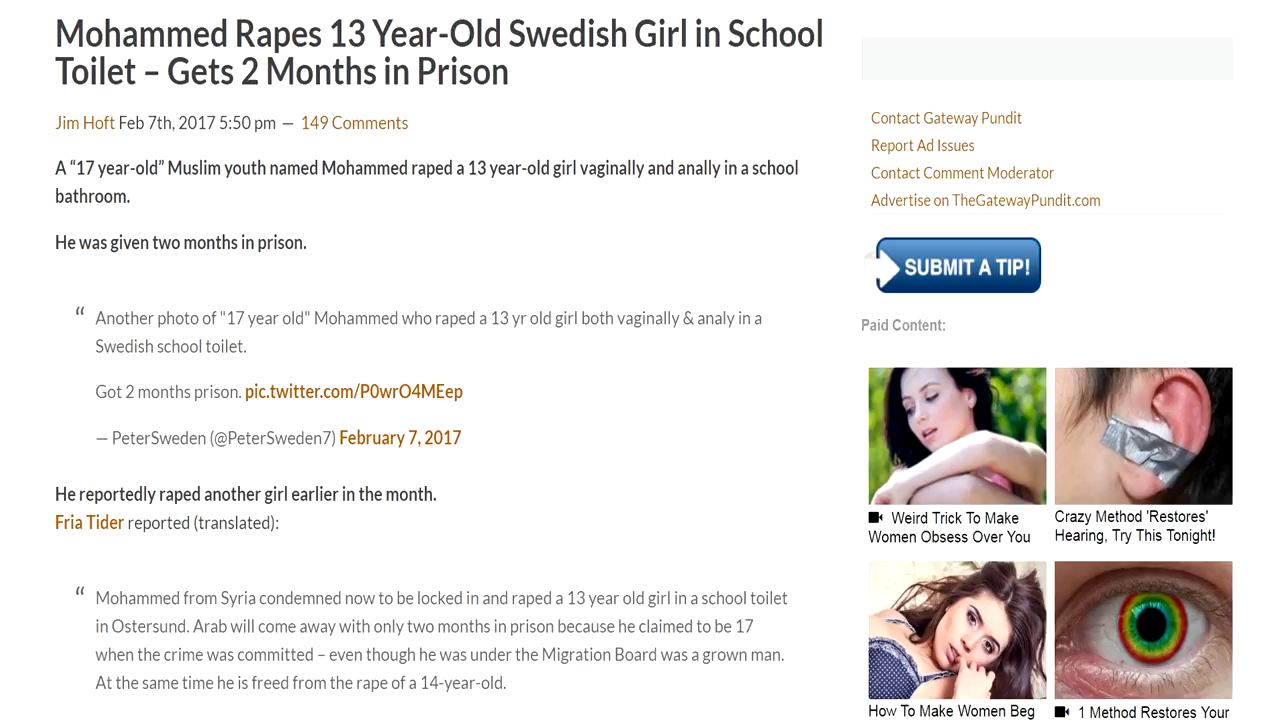 Mohammed Rapes 13 Year-Old Swedish Girl in School
Toilet – Gets 2 Months in Prison
Jim Hoft Feb 7th, 2017 5:50 pm — 149 Comments
A “17 year-old” Muslim youth named Mohammed raped a 13 year-old girl vaginally and anally in a school
bathroom.
He was given two months in prison.
“
Another photo of "17 year old" Mohammed who raped a 13 yr old girl both vaginally & analy in a
Swedish school toilet.
Got 2 months prison. pic.twitter.com/P0wrO4MEep
— PeterSweden (@PeterSweden7) February 7, 2017
He reportedly raped another girl earlier in the month.
Fria Tider reported (translated):
“
Mohammed from Syria condemned now to be locked in and raped a 13 year old girl in a school toilet
in Ostersund. Arab will come away with only two months in prison because he claimed to be 17
when the crime was committed – even though he was under the Migration Board was a grown man.
At the same time he is freed from the rape of a 14-year-old.
Contact Gateway Pundit
Report Ad Issues
Contact Comment Moderator
Advertise on TheGatewayPundit.com
SUBMIT A TIP!
Paid Content:
Weird Trick To Make
Women Obsess Over You
Crazy Method 'Restores'
Hearing, Try This Tonight!
How To Make Women Beg
1 Method Restores Your